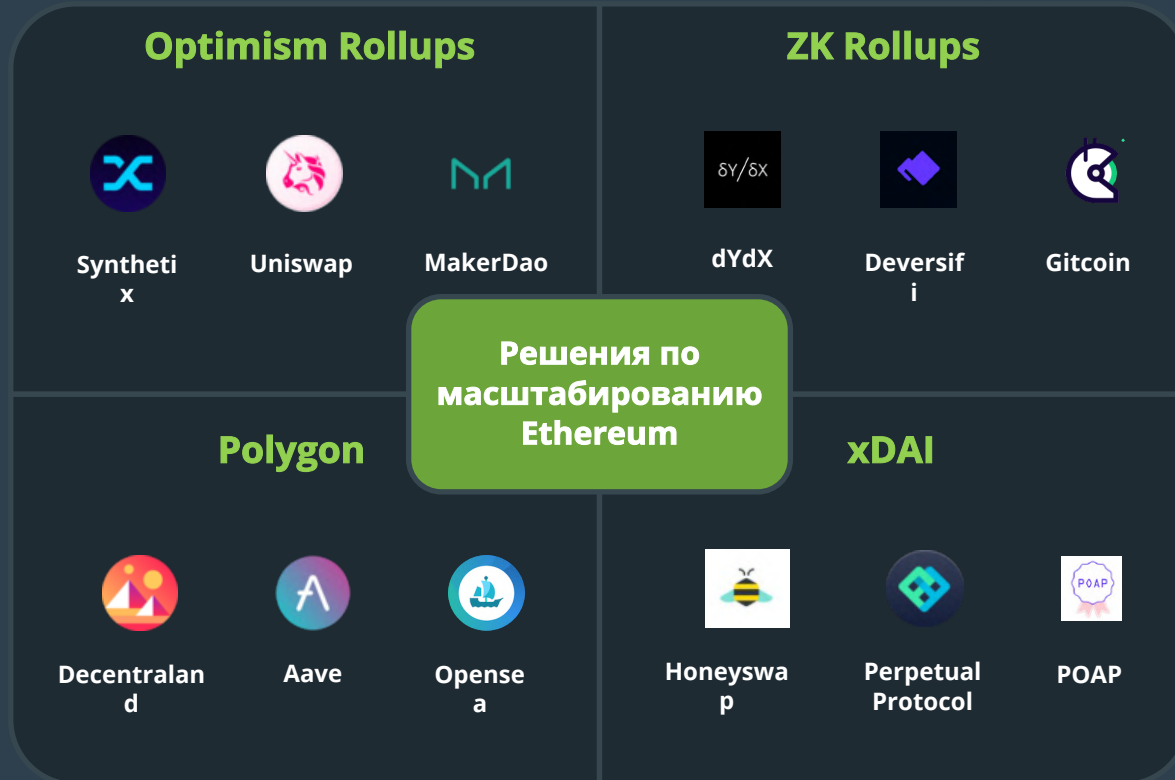 Optimism Rollups
ZK Rollups
δY/δX
Syntheti
x
Uniswap
MakerDao
dYdX
Deversif
i
Gitcoin
Решения по
масштабированию
Ethereum
Polygon
xDAI
POAP
Decentralan
d
Aave
Opense
a
Honeyswa
p
Perpetual
Protocol
POAP